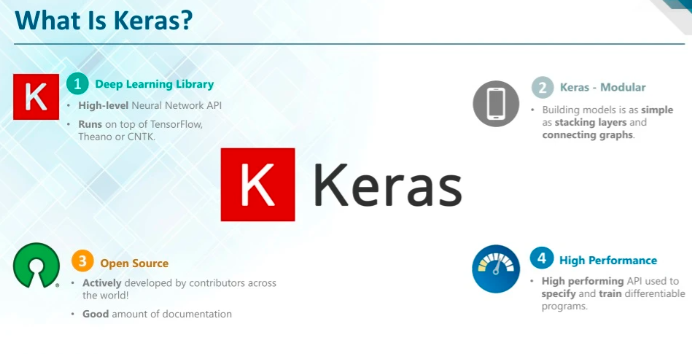 What Is Keras?
K
1 Deep Learning Library
• High-level Neural Network API
• Runs on top of TensorFlow,
Theano or CNTK.
2 Keras - Modular
• Building models is as simple
as stacking layers and
connecting graphs.
K Keras
3 Open Source
• Actively developed by contributors across
the world!
• Good amount of documentation
4 High Performance
• High performing API used to
specify and train differentiable
programs.